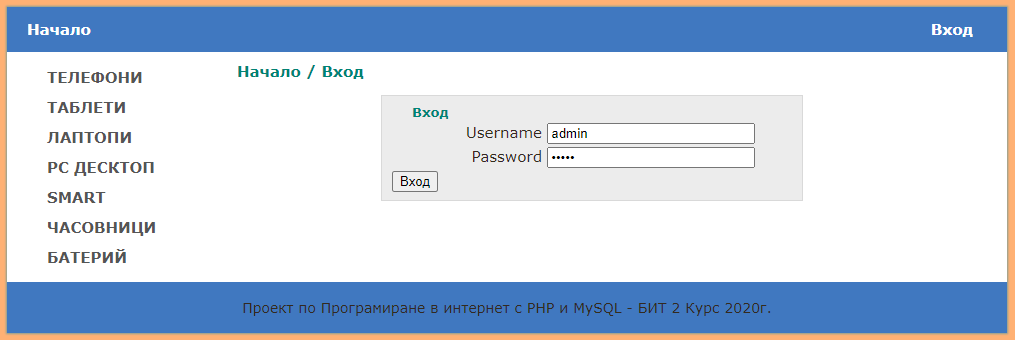 Начало
Вход
ТЕЛЕФОНИ
ТАБЛЕТИ
ЛАПТОПИ
PC ДЕСКТОП
SMART
ЧАСОВНИЦИ
БАТЕРИЙ
Начало / Вход
Вход
Username admin
Password •••••
Вход
Проект по Програмиране в интернет с PHP и MySQL - БИТ 2 Курс 2020г.